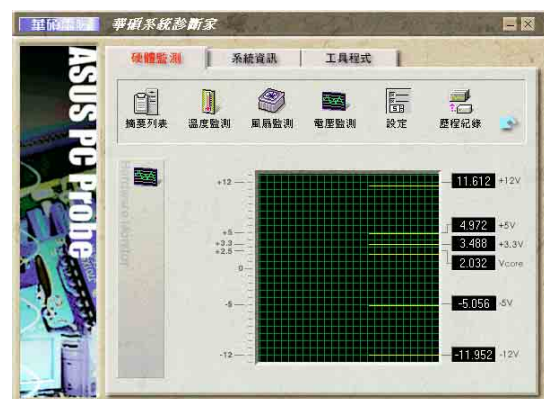 華碩系統診斷家
ASUS PC Probe
硬體監測
系統資訊
工具程式
摘要列表
溫度監測
風扇監測
電壓監測
設定
歷程紀錄
Hardware Monitor
+12
+5
+3.3
+2.5
0
-5
-12
11.612 +12V
4.972 +5V
3.488 +3.3V
2.032 Vcore
-5.056 -5V
-11.952 -12V